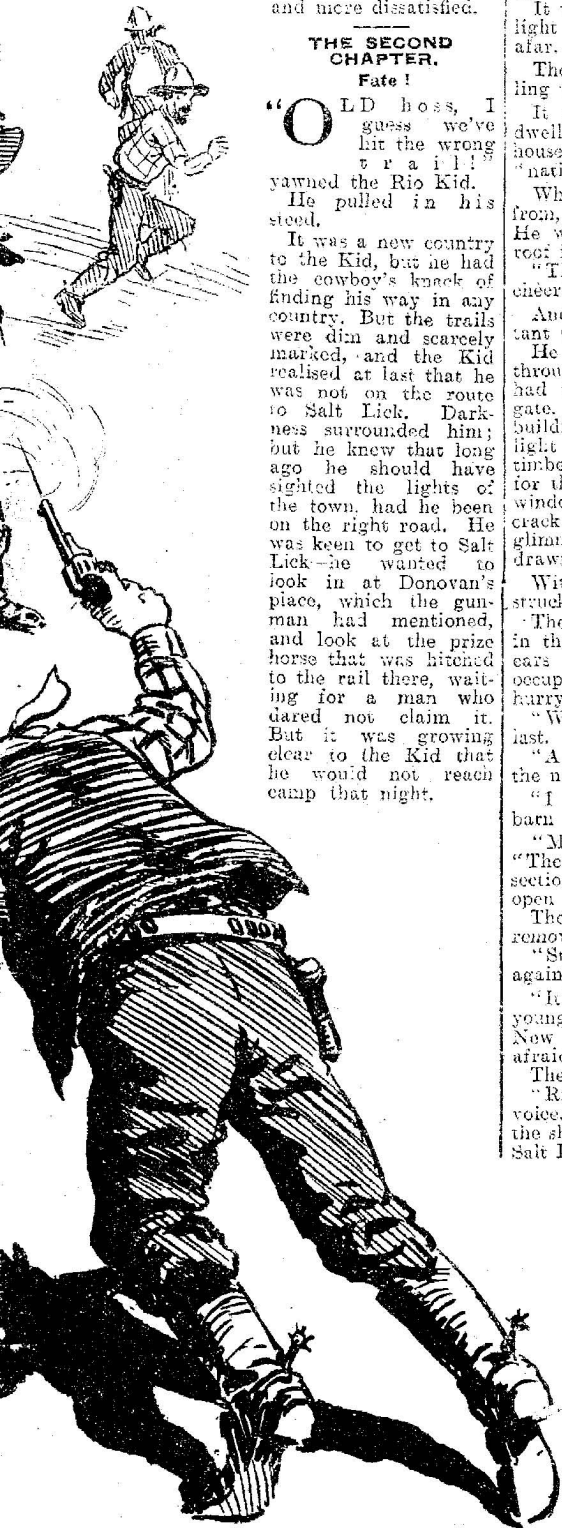 and more dissatisfied.
THE SECOND
CHAPTER.
Fate !
"OLD hoss, I
guess we've
hit the wrong
trail!"
yawned the Rio Kid.
He pulled in his
steed.
It was a new country
to the Kid, but he had
the cowboy's knack of
finding his way in any
country. But the trails
were dim and scarcely
marked, and the Kid
realised at last that he
was not on the route
to Salt Lick. Dark-
ness surrounded him;
but he knew that long
ago he should have
sighted the lights of
the town, had he been
on the right road. He
was keen to get to Salt
Lick—he wanted to
look in at Donovan's
place, which the gun-
man had mentioned,
and look at the prize
horse that was hitched
to the rail there, wait-
ing for a man who
dared not claim it.
But it was growing
clear to the Kid that
he would not reach
camp that night.
It
light
afar.
The
ling
It
dwell
house
"nati
Wh
from,
He w
roof
"T
cheer
And
tant
He
throu
had
gate.
build
light
timbe
for th
windo
crack
glim
draw
Wit
struck
The
in th
ears
occup
hurry
"W
last.
"A
the n
"I
barn
"M
"The
sectio
open
The
remov
"St
again
"It
young
New
afraid
The
"R
voice.
the sh
Salt